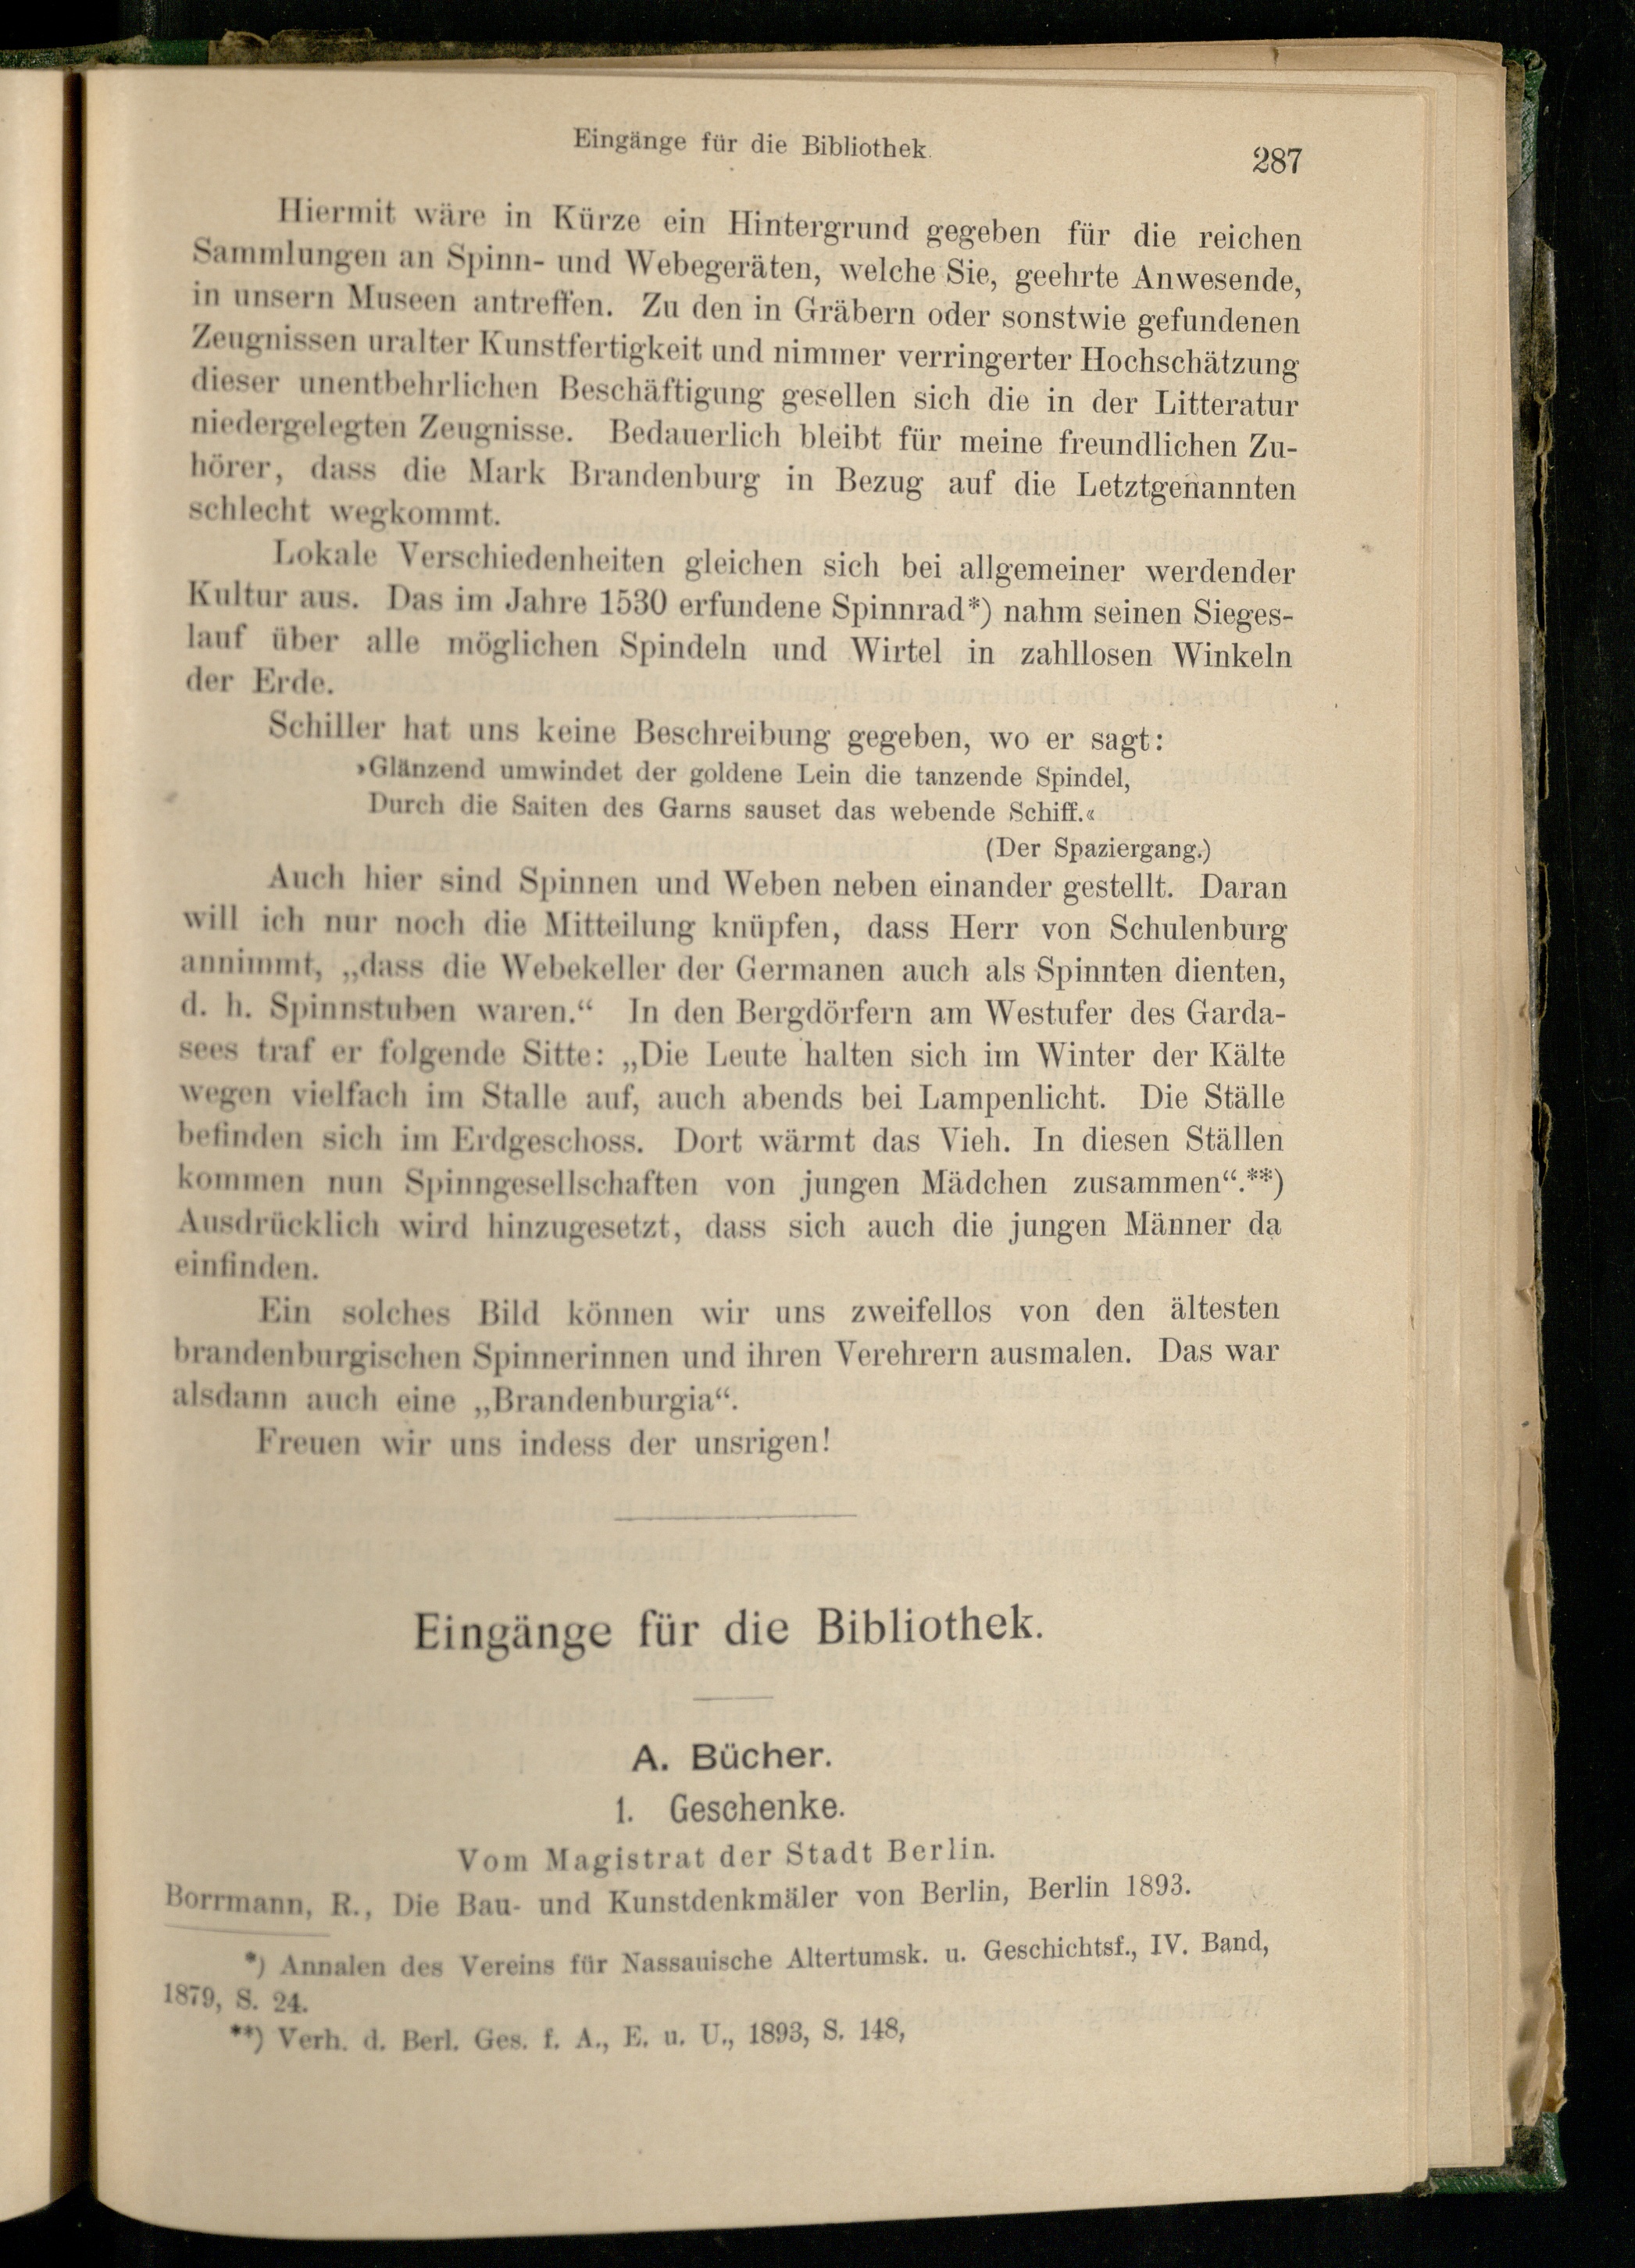 Eingänge für die Bibliothek.
287
Hiermit wäre in Kürze ein Hintergrund gegeben für die reichen
Sammlungen an Spinn- und Webegeräten, welche Sie, geehrte Anwesende,
in unsern Museen antreffen. Zu den in Gräbern oder sonstwie gefundenen
Zeugnissen uralter Kunstfertigkeit und nimmer verringerter Hochschätzung
dieser unentbehrlichen Beschäftigung gesellen sich die in der Litteratur
niedergelegten Zeugnisse. Bedauerlich bleibt für meine freundlichen Zu-
hörer, dass die Mark Brandenburg in Bezug auf die Letztgenannten
schlecht wegkommt.
Lokale Verschiedenheiten gleichen sich bei allgemeiner werdender
Kultur aus. Das im Jahre 1530 erfundene Spinnrad*) nahm seinen Sieges-
lauf über alle möglichen Spindeln und Wirtel in zahllosen Winkeln
der Erde.
Schiller hat uns keine Beschreibung gegeben, wo er sagt:
»Glänzend umwindet der goldene Lein die tanzende Spindel,
Durch die Saiten des Garns sauset das webende Schiff.«
(Der Spaziergang.)
Auch hier sind Spinnen und Weben neben einander gestellt. Daran
will ich nur noch die Mitteilung knüpfen, dass Herr von Schulenburg
annimmt, „dass die Webekeller der Germanen auch als Spinnten dienten,
d. h. Spinnstuben waren.“ In den Bergdörfern am Westufer des Garda-
sees traf er folgende Sitte: „Die Leute halten sich im Winter der Kälte
wegen vielfach im Stalle auf, auch abends bei Lampenlicht. Die Ställe
befinden sich im Erdgeschoss. Dort wärmt das Vieh. In diesen Ställen
kommen nun Spinngesellschaften von jungen Mädchen zusammen“.**)
Ausdrücklich wird hinzugesetzt, dass sich auch die jungen Männer da
einfinden.
Ein solches Bild können wir uns zweifellos von den ältesten
brandenburgischen Spinnerinnen und ihren Verehrern ausmalen. Das war
alsdann auch eine „Brandenburgia“.
Freuen wir uns indess der unsrigen!
Eingänge für die Bibliothek.
A. Bücher.
1. Geschenke.
Vom Magistrat der Stadt Berlin.
Borrmann, R., Die Bau- und Kunstdenkmäler von Berlin, Berlin 1893.
*) Annalen des Vereins für Nassauische Altertumsk. u. Geschichtsf., IV. Band,
1879, S. 24.
**) Verh. d. Berl. Ges. f. A., E. u. U., 1893, S. 148,